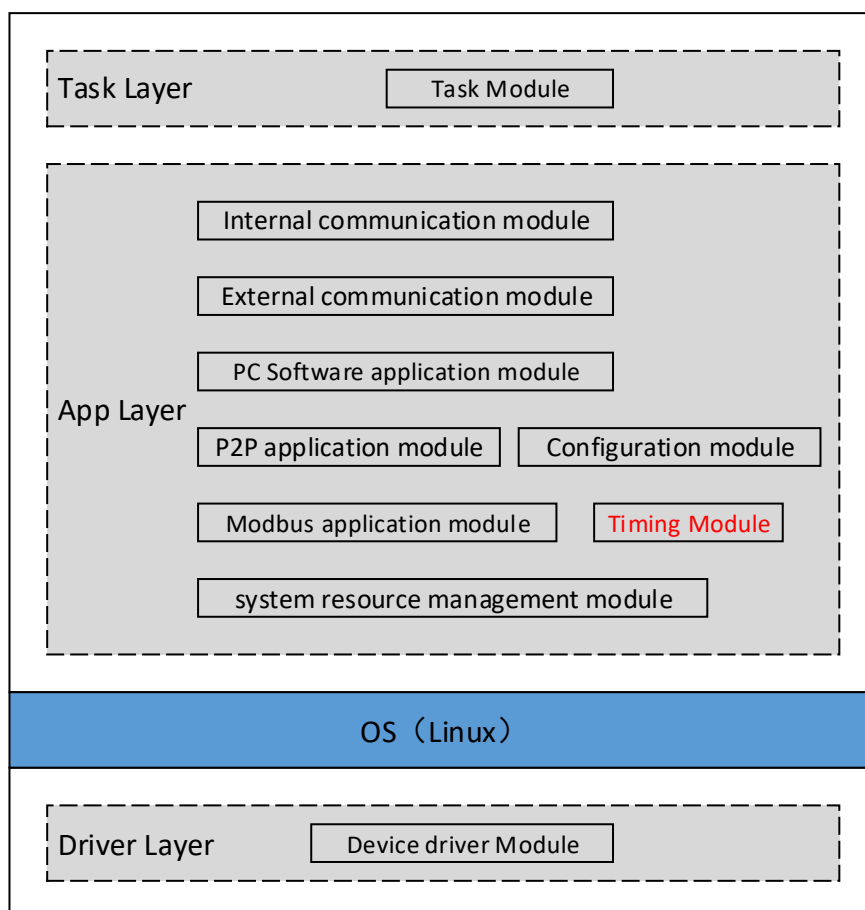 Task Layer
Task Module
Internal communication module
External communication module
PC Software application module
App Layer
P2P application module
Configuration module
Modbus application module
Timing Module
system resource management module
OS（Linux）
Driver Layer
Device driver Module